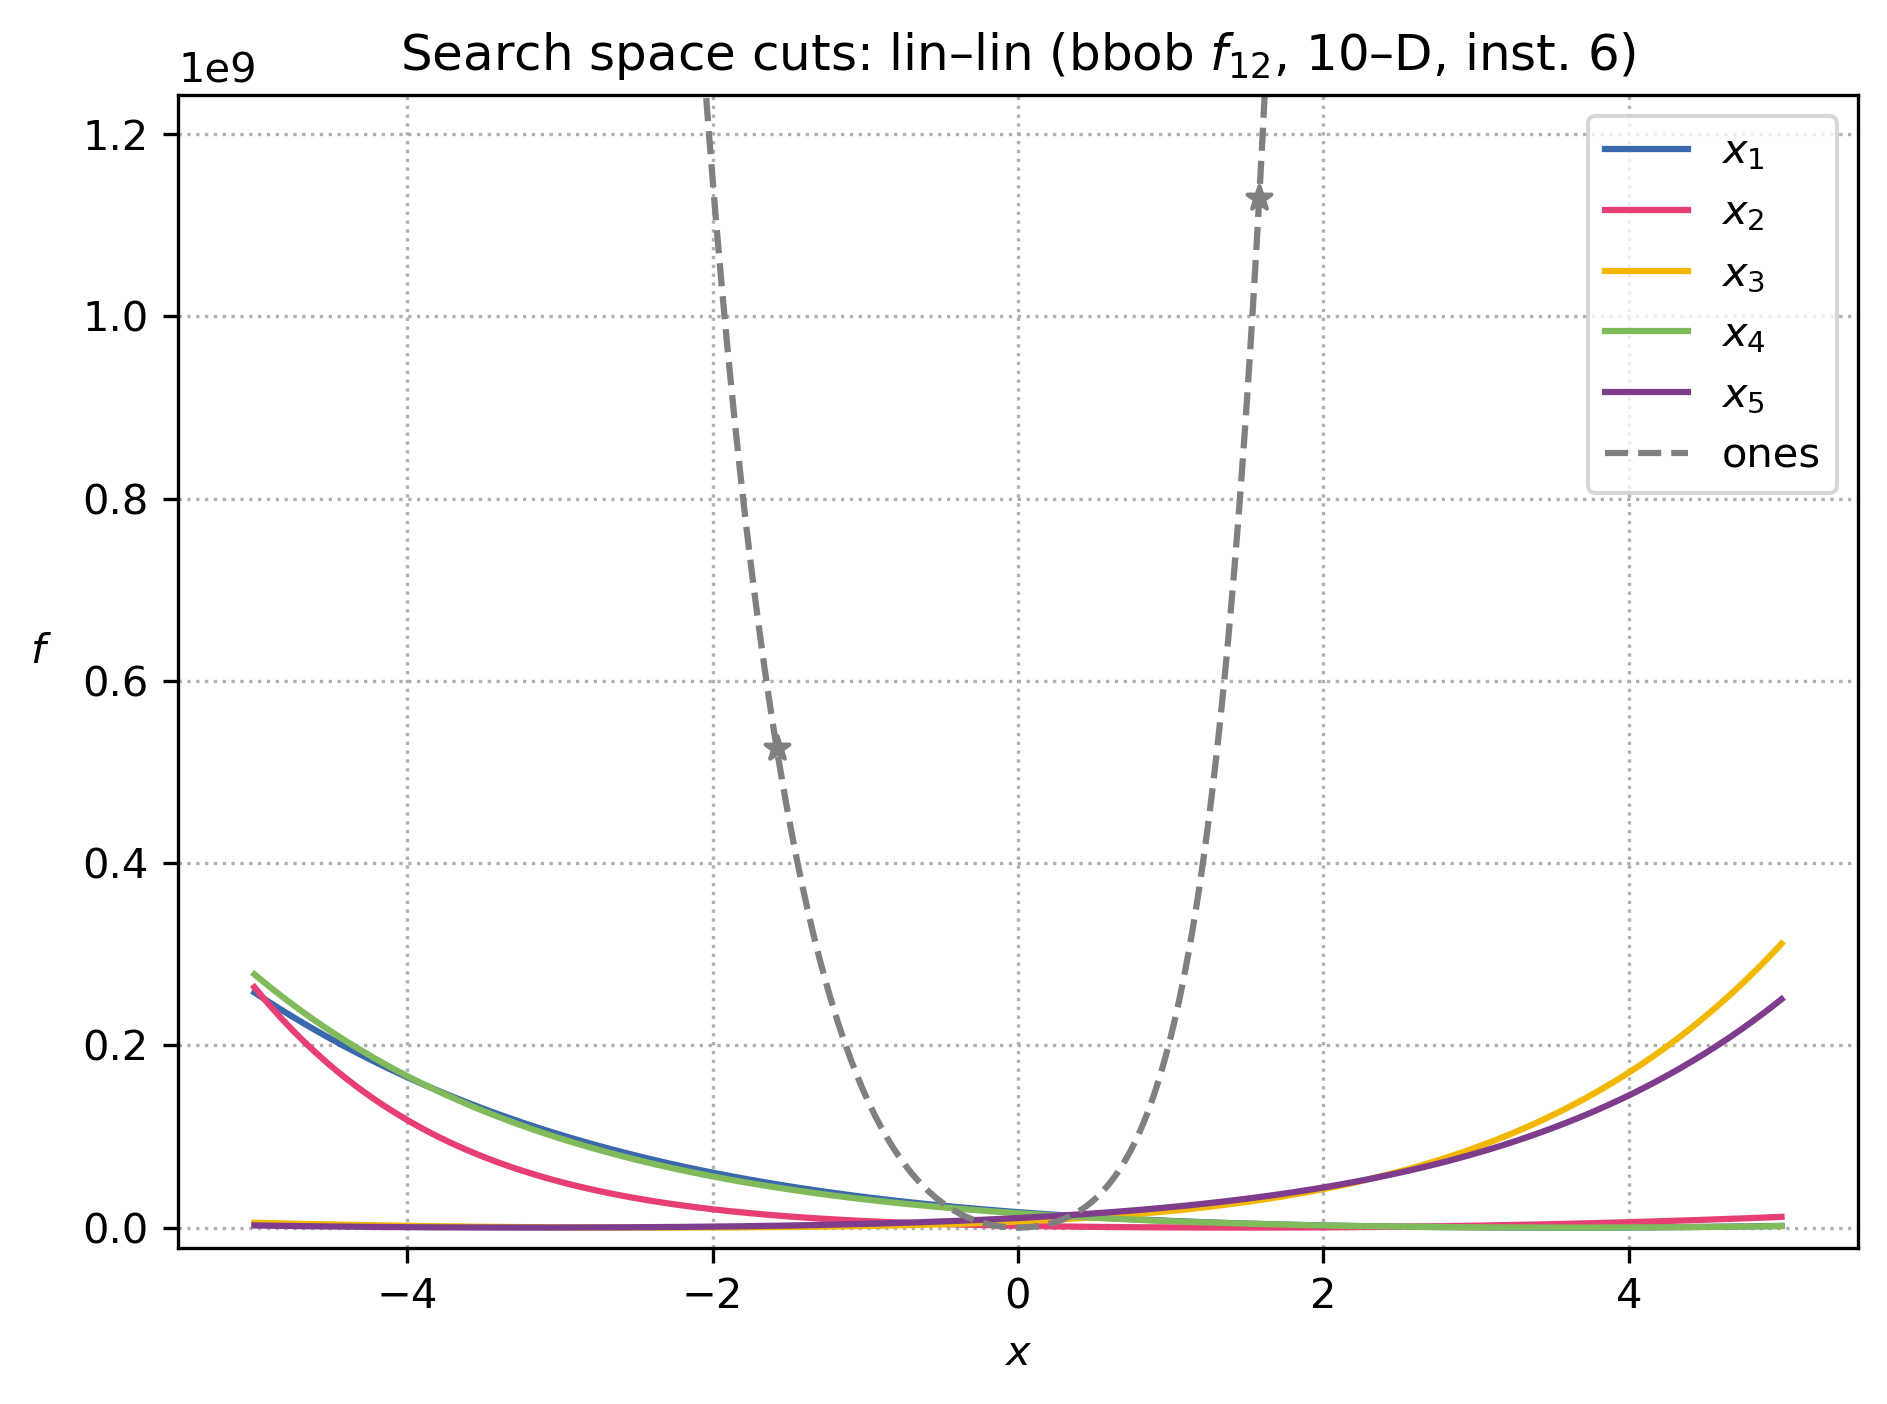 Search space cuts: lin–lin (bbob f12, 10–D, inst. 6)
1e9
1.2
1.0
0.8
0.6
0.4
0.2
0.0
f
−4
−2
0
2
4
x
x1
x2
x3
x4
x5
ones